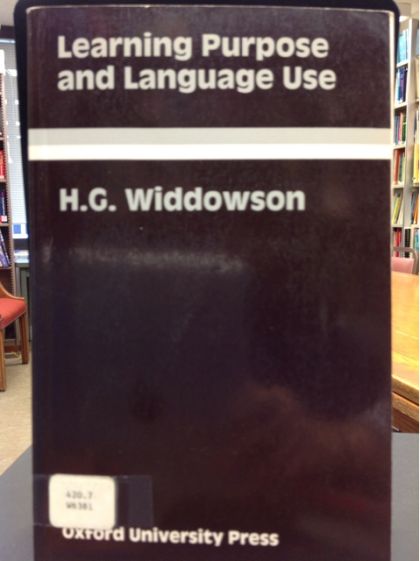 Learning Purpose
and Language Use
H.G. Widdowson
420.7
W638l
Oxford University Press